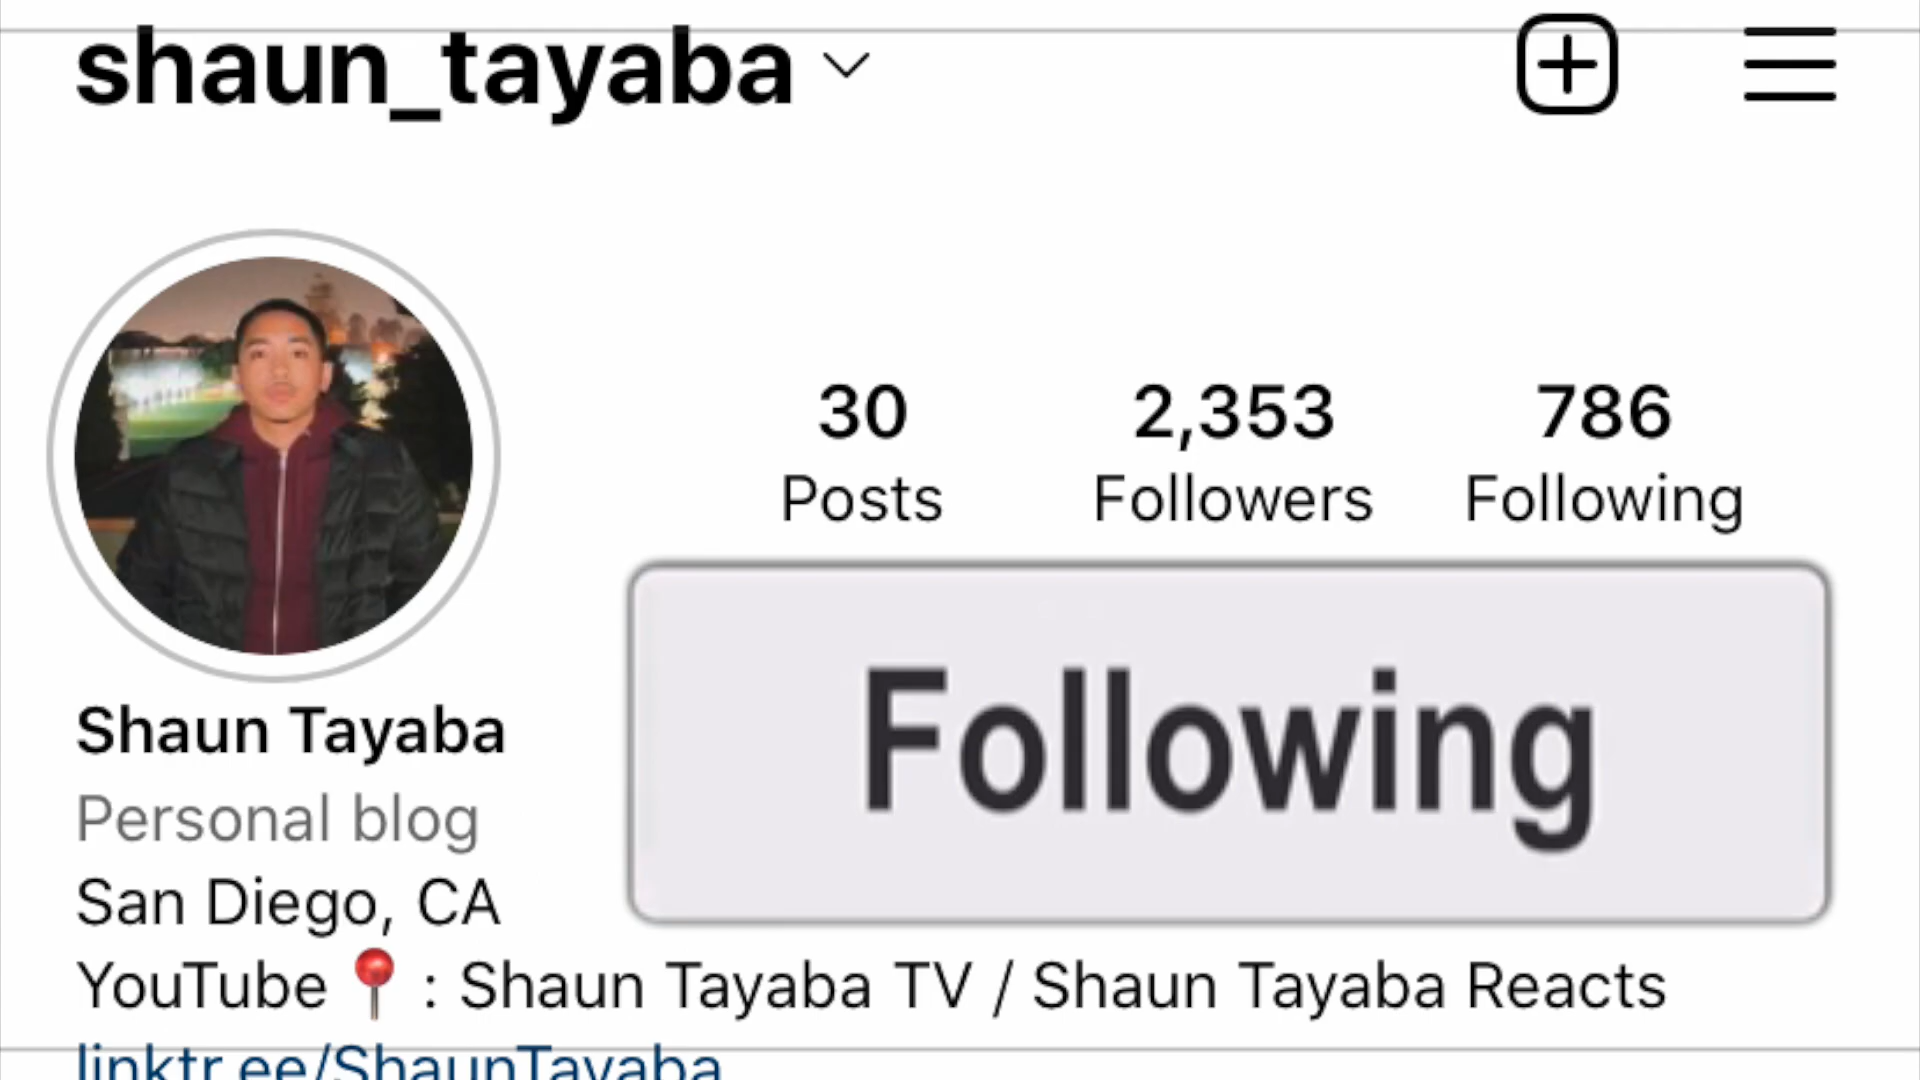 shaun_tayaba
30 2,353 786
Posts Followers Following
Following
Shaun Tayaba
Personal blog
San Diego, CA
YouTube 📍 : Shaun Tayaba TV / Shaun Tayaba Reacts
linktr.ee/ShaunTayaba